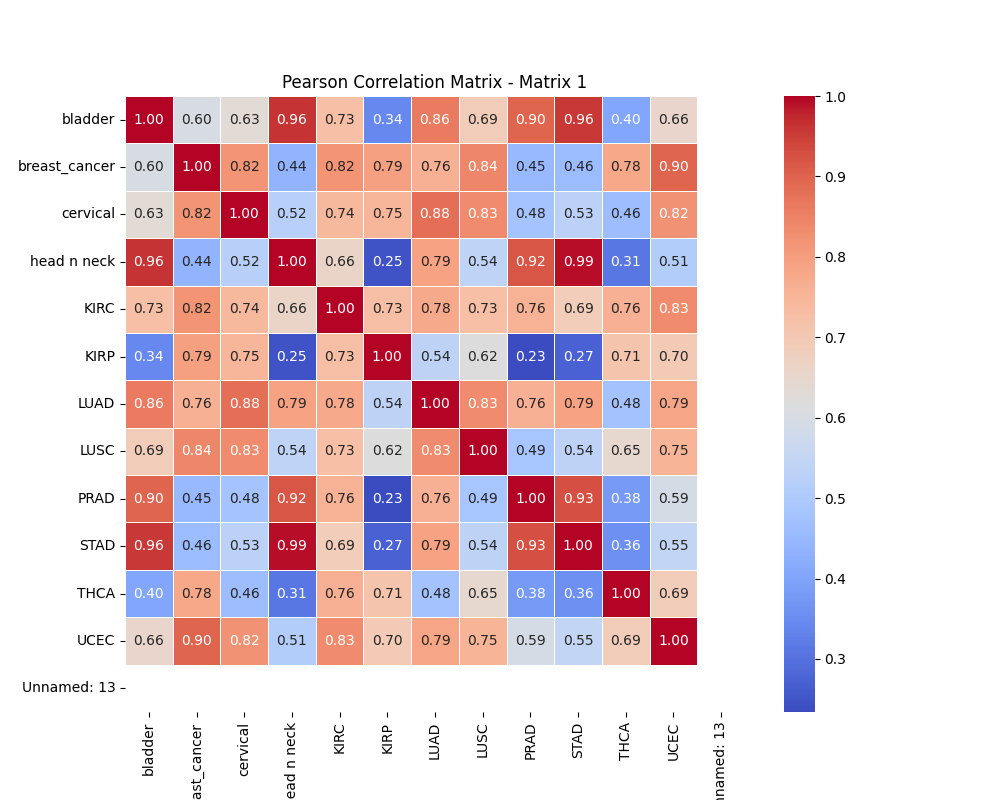 Pearson Correlation Matrix - Matrix 1
bladder 1.00 0.60 0.63 0.96 0.73 0.34 0.86 0.69 0.90 0.96 0.40 0.66
breast_cancer 0.60 1.00 0.82 0.44 0.82 0.79 0.76 0.84 0.45 0.46 0.78 0.90
cervical 0.63 0.82 1.00 0.52 0.74 0.75 0.88 0.83 0.48 0.53 0.46 0.82
head n neck 0.96 0.44 0.52 1.00 0.66 0.25 0.79 0.54 0.92 0.99 0.31 0.51
KIRC 0.73 0.82 0.74 0.66 1.00 0.73 0.78 0.73 0.76 0.69 0.76 0.83
KIRP 0.34 0.79 0.75 0.25 0.73 1.00 0.54 0.62 0.23 0.27 0.71 0.70
LUAD 0.86 0.76 0.88 0.79 0.78 0.54 1.00 0.83 0.76 0.79 0.48 0.79
LUSC 0.69 0.84 0.83 0.54 0.73 0.62 0.83 1.00 0.49 0.54 0.65 0.75
PRAD 0.90 0.45 0.48 0.92 0.76 0.23 0.76 0.49 1.00 0.93 0.38 0.59
STAD 0.96 0.46 0.53 0.99 0.69 0.27 0.79 0.54 0.93 1.00 0.36 0.55
THCA 0.40 0.78 0.46 0.31 0.76 0.71 0.48 0.65 0.38 0.36 1.00 0.69
UCEC 0.66 0.90 0.82 0.51 0.83 0.70 0.79 0.75 0.59 0.55 0.69 1.00
Unnamed: 13
bladder
ast_cancer
cervical
ead n neck
KIRC
KIRP
LUAD
LUSC
PRAD
STAD
THCA
UCEC
nnamed: 13
1.0
0.9
0.8
0.7
0.6
0.5
0.4
0.3